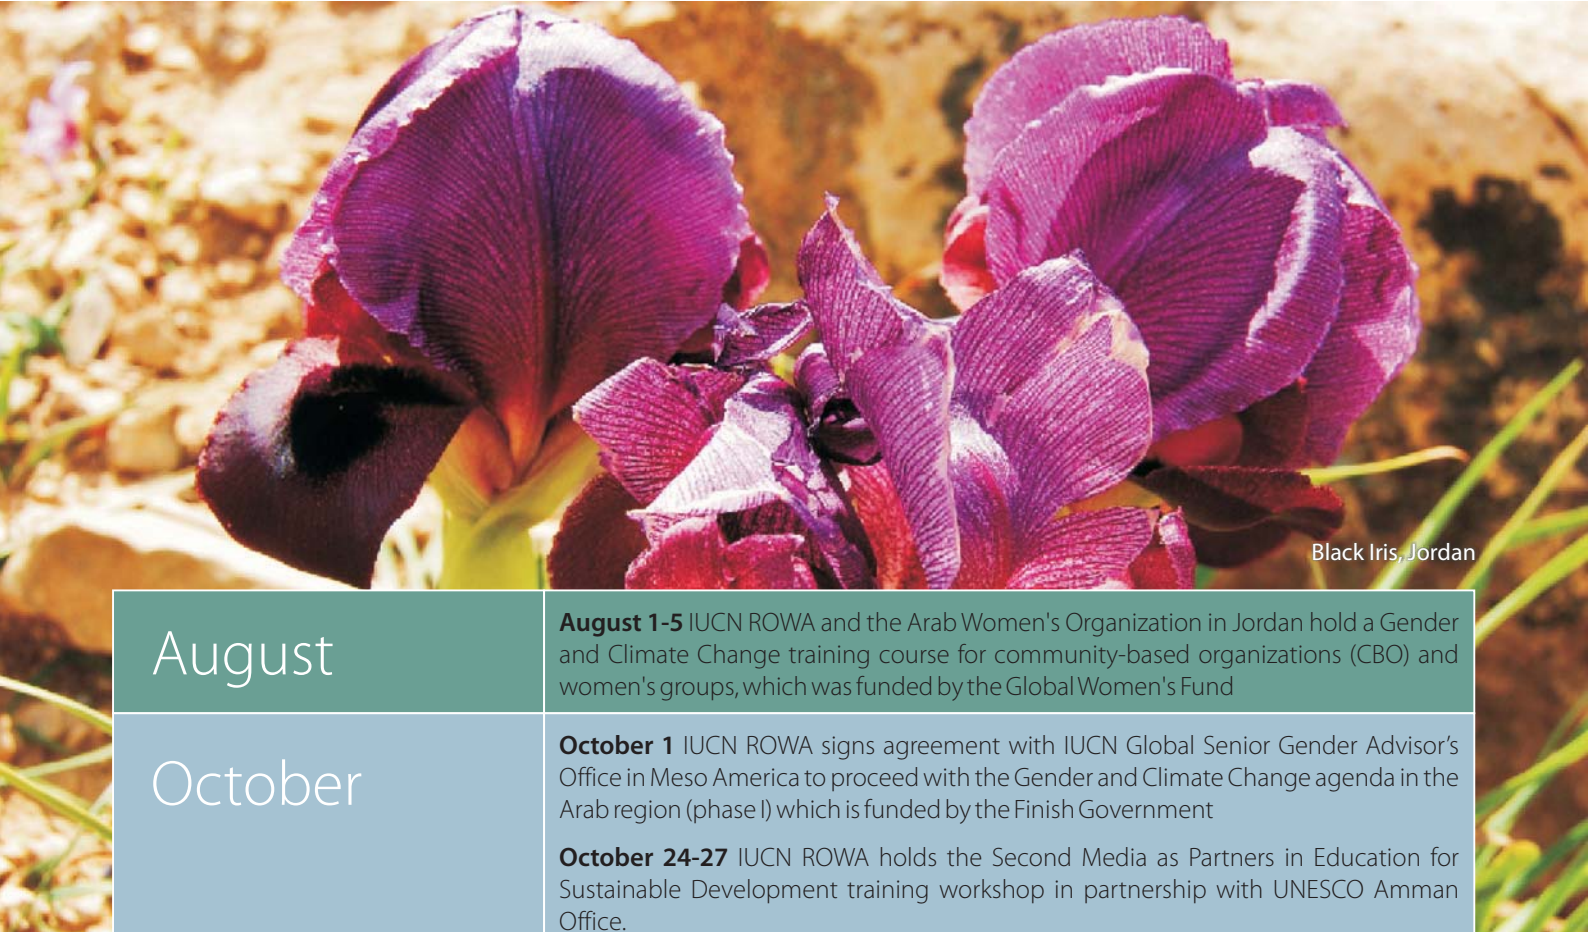 Black Iris, Jordan
August
August 1-5 IUCN ROWA and the Arab Women's Organization in Jordan hold a Gender
and Climate Change training course for community-based organizations (CBO) and
women's groups, which was funded by the Global Women's Fund
October
October 1 IUCN ROWA signs agreement with IUCN Global Senior Gender Advisor’s
Office in Meso America to proceed with the Gender and Climate Change agenda in the
Arab region (phase I) which is funded by the Finish Government
October 24-27 IUCN ROWA holds the Second Media as Partners in Education for
Sustainable Development training workshop in partnership with UNESCO Amman
Office.